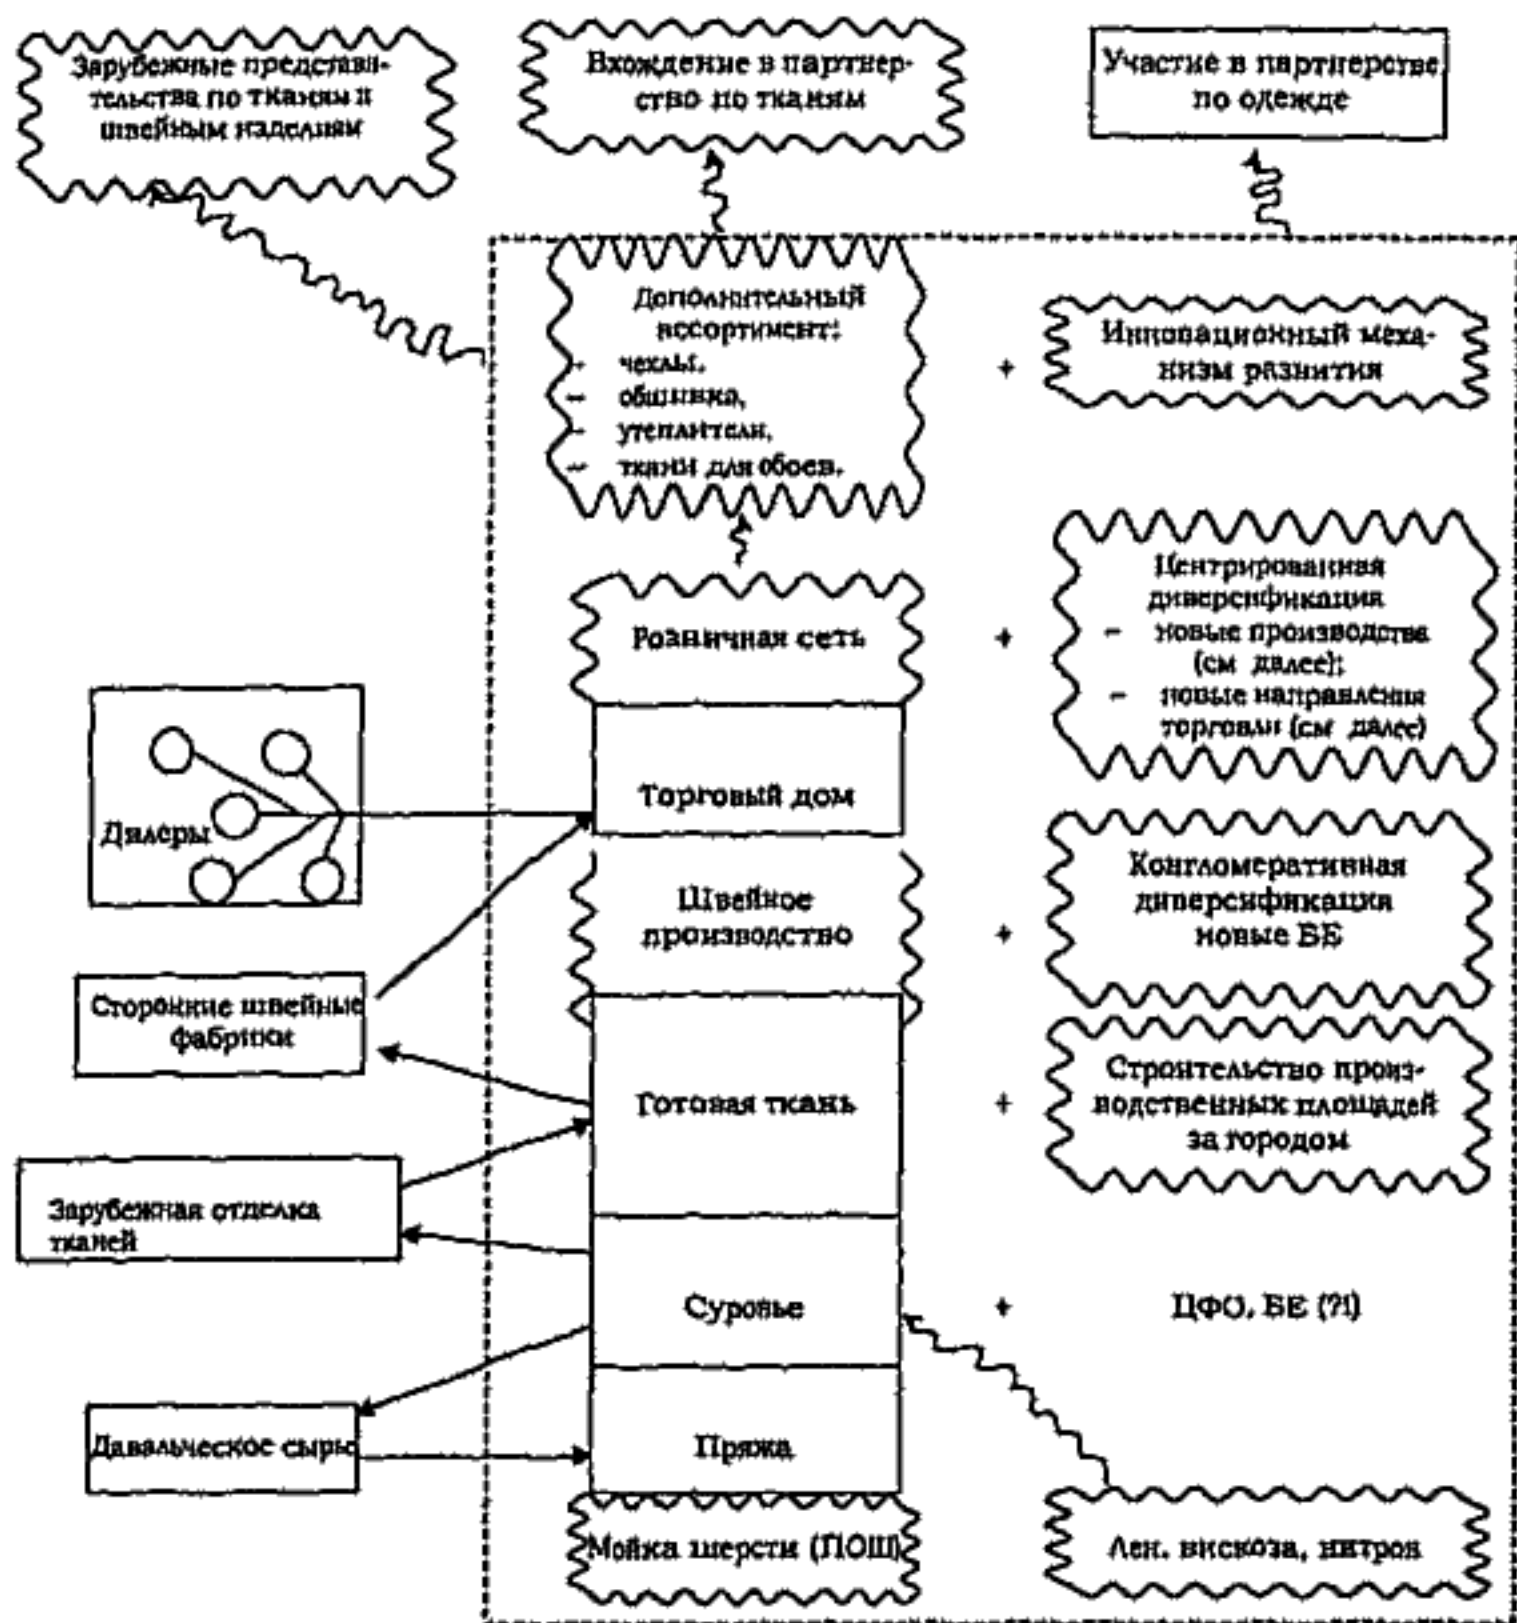 Зарубежные представи-
тельства по тканям и
швейным изделиям
Вхождение в партнер-
ство по тканям
Участие в партнерстве
по одежде
Дополнительный
ассортимент:
– чехлы,
– обшивка,
– утеплители,
– ткани для обоев.
+
Инновационный меха-
низм развития
Розничная сеть
+
Центрированная
диверсификация
– новые производства
(см далее);
– новые направления
торговли (см далее)
Дилеры
Торговый дом
Швейное
производство
+
Конгломеративная
диверсификация
новые БЕ
Сторонние швейные
фабрики
Готовая ткань
+
Строительство произ-
водственных площадей
за городом
Зарубежная отделка
тканей
Суровье
+
ЦФО, БЕ (?!)
Давальческое сырье
Пряжа
Мойка шерсти (ПОШ)
Лен, вискоза, нитрон